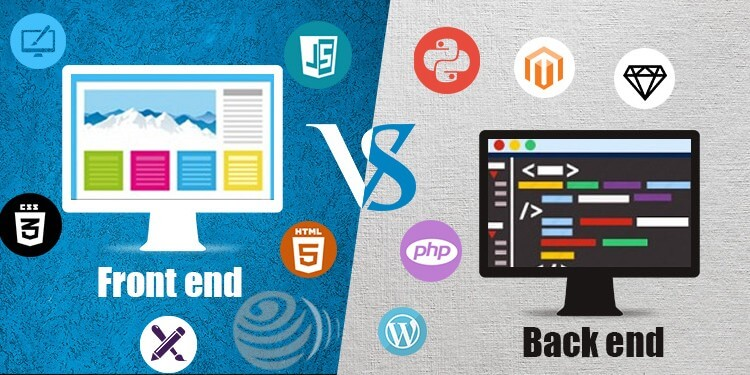 JS
VS
CSS
3
HTML
5
php
Front end
W
Back end